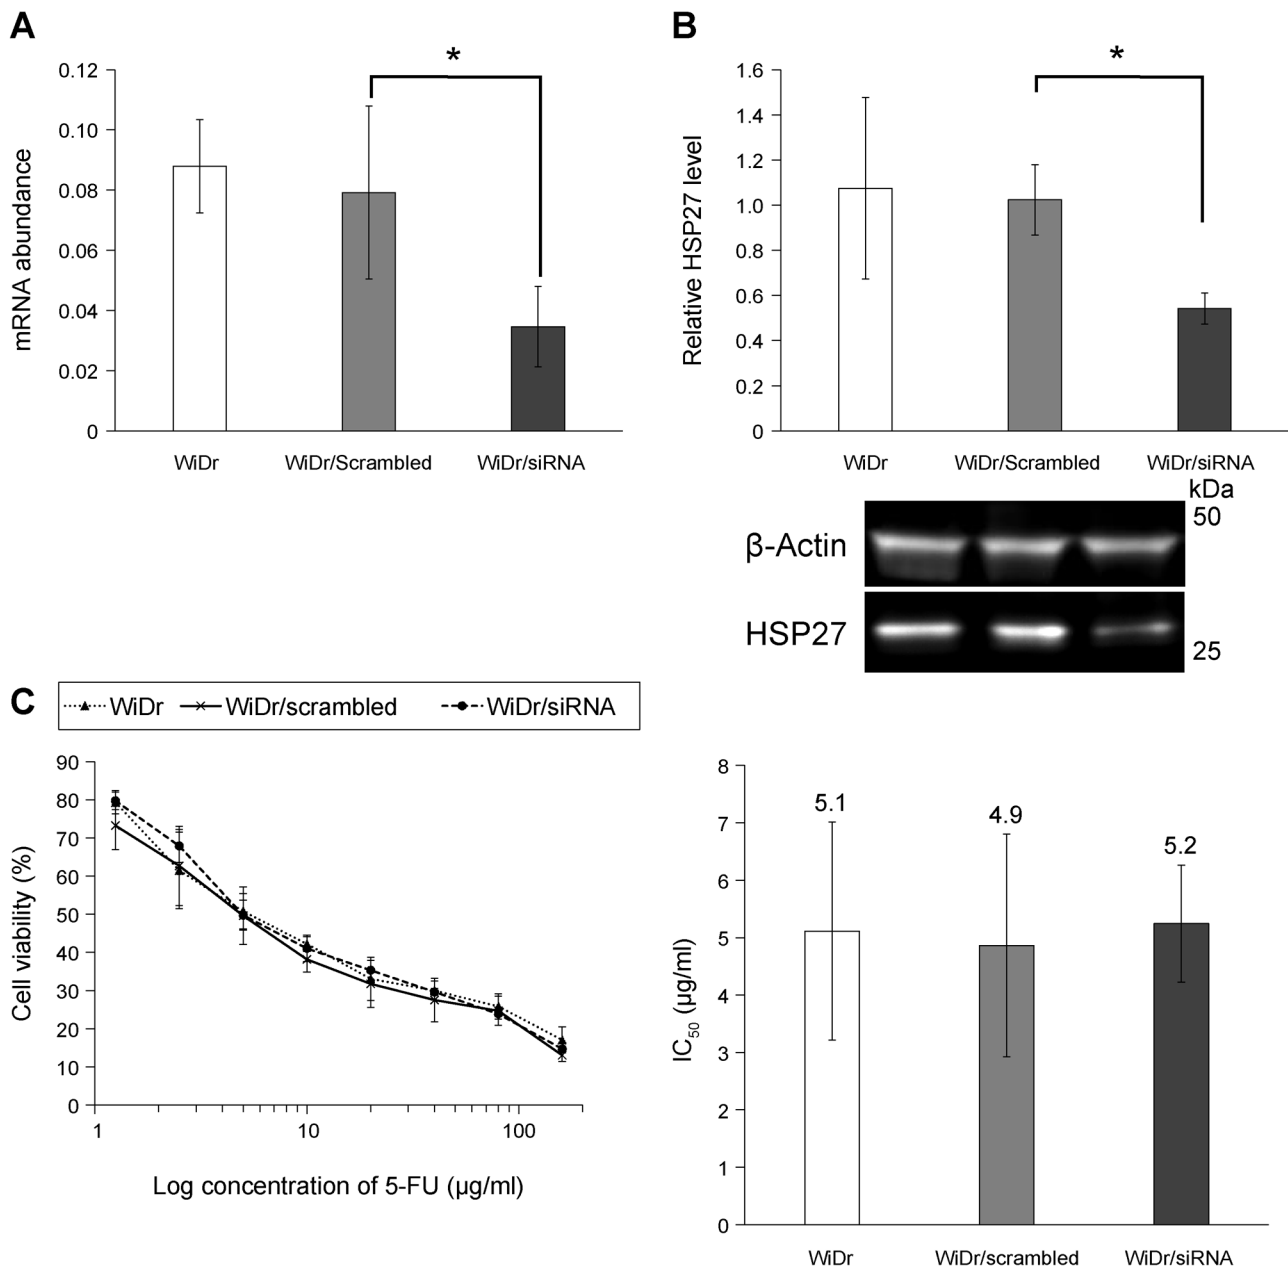 A
*
0.12
0.10
0.08
0.06
0.04
0.02
0
mRNA abundance
WiDr WiDr/Scrambled WiDr/siRNA
B
*
1.6
1.4
1.2
1.0
0.8
0.6
0.4
0.2
0
Relative HSP27 level
WiDr WiDr/Scrambled WiDr/siRNA
kDa
50
β-Actin
HSP27
25
C
WiDr WiDr/scrambled WiDr/siRNA
90
80
70
60
50
40
30
20
10
0
Cell viability (%)
1 10 100
Log concentration of 5-FU (µg/ml)
8
7
6
5
4
3
2
1
0
IC50 (µg/ml)
5.1
4.9
5.2
WiDr WiDr/scrambled WiDr/siRNA